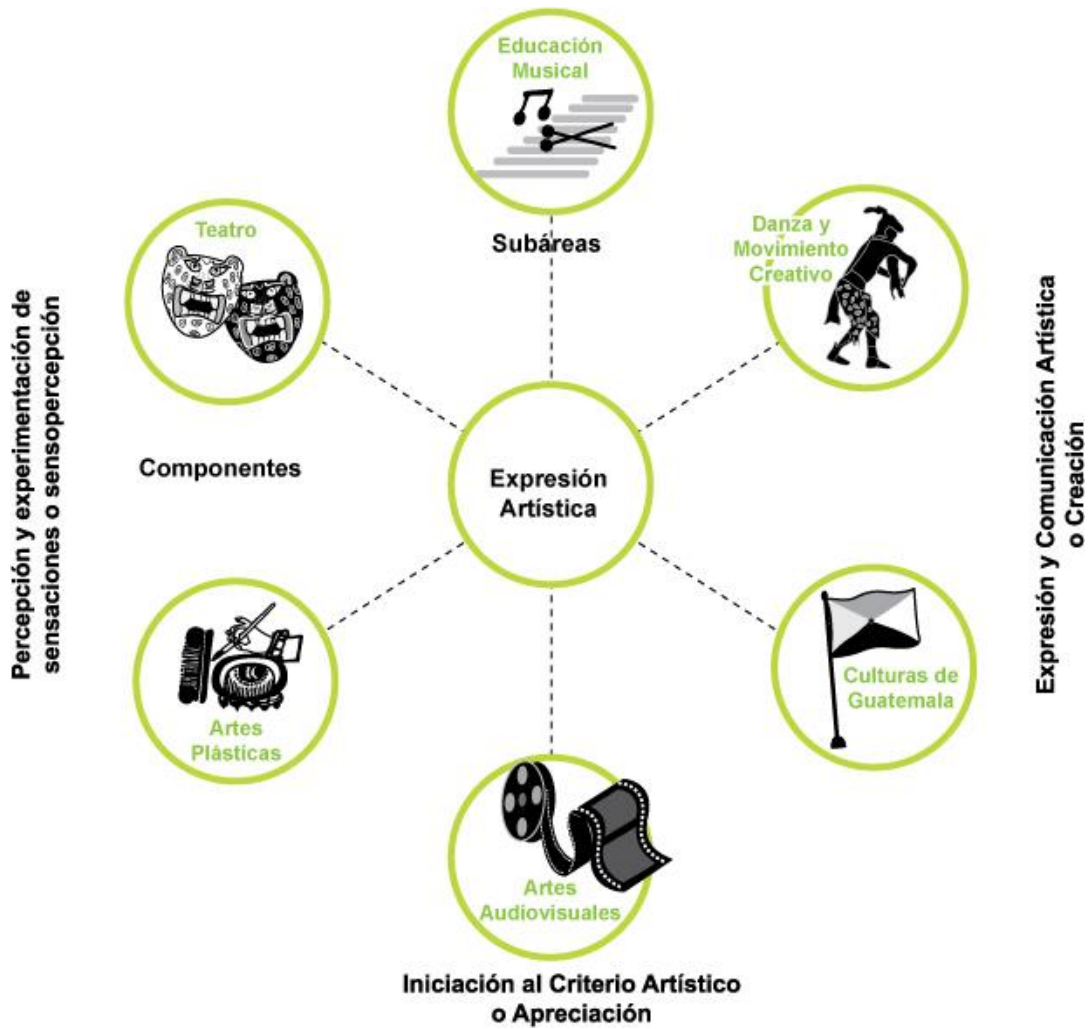 Educación
Musical
Subáreas
Teatro
Danza y
Movimiento
Creativo
Percepción y experimentación de
sensaciones o sensopercepción
Componentes
Expresión
Artística
Expresión y Comunicación Artística
o Creación
Artes
Plásticas
Culturas de
Guatemala
Artes
Audiovisuales
Iniciación al Criterio Artístico
o Apreciación